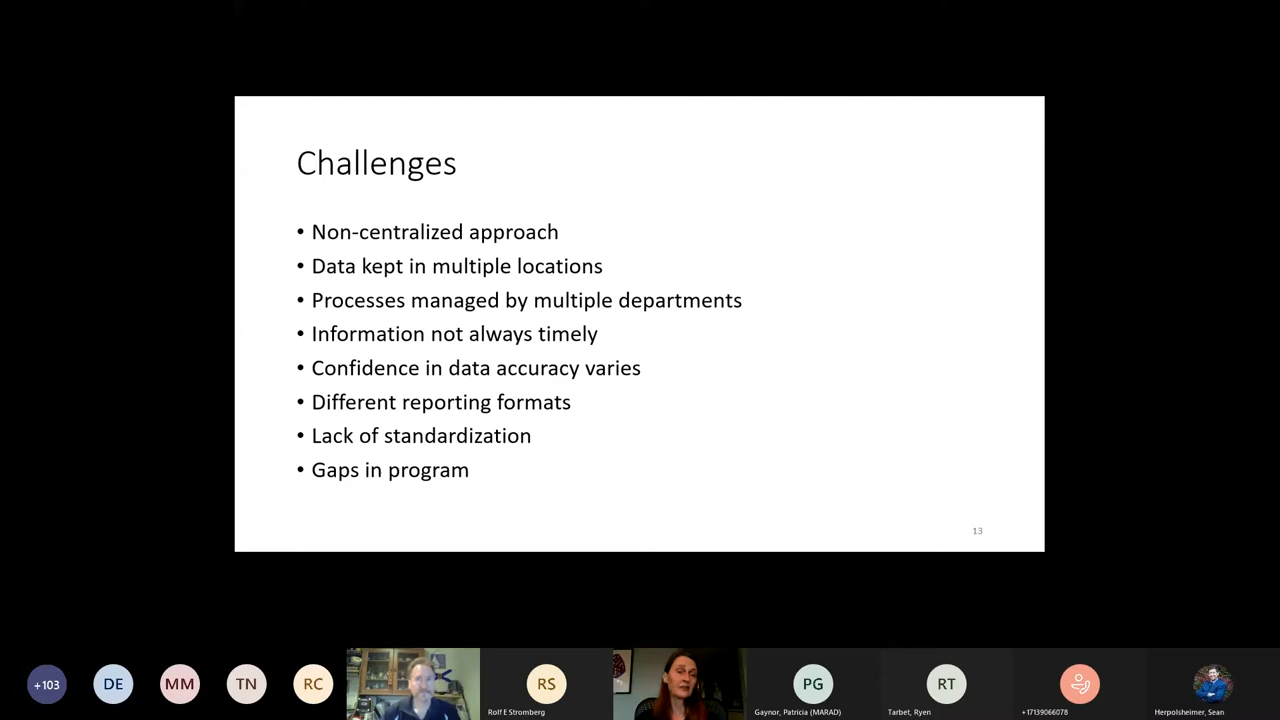 Challenges
• Non-centralized approach
• Data kept in multiple locations
• Processes managed by multiple departments
• Information not always timely
• Confidence in data accuracy varies
• Different reporting formats
• Lack of standardization
• Gaps in program
13
+103
DE
MM
TN
RC
RS
PG
RT
Rolf E Stromberg
Gaynor, Patricia (MARAD)
Tarbet, Ryen
+17139066078
Herpolsheimer, Sean